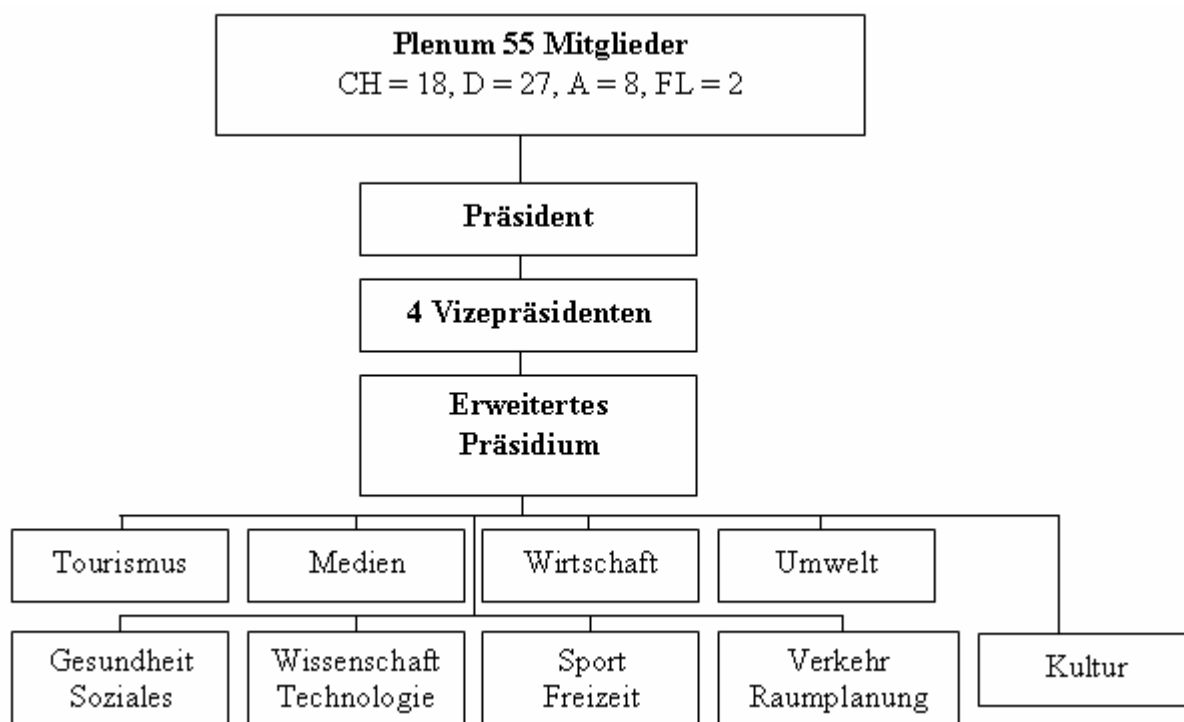 Plenum 55 Mitglieder
CH = 18, D = 27, A = 8, FL = 2
Präsident
4 Vizepräsidenten
Erweitertes
Präsidium
Tourismus
Medien
Wirtschaft
Umwelt
Gesundheit
Soziales
Wissenschaft
Technologie
Sport
Freizeit
Verkehr
Raumplanung
Kultur